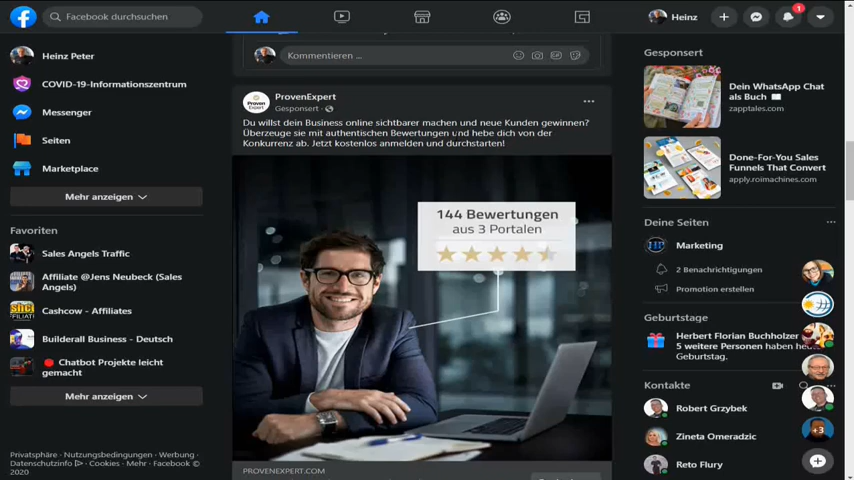 Facebook durchsuchen
Heinz
1
Heinz Peter
COVID-19-Informationszentrum
Messenger
Seiten
Marketplace
Mehr anzeigen
Favoriten
Sales Angels Traffic
Affiliate @Jens Neubeck (Sales
Angels)
Cashcow - Affiliates
Builderall Business - Deutsch
Chatbot Projekte leicht
gemacht
Mehr anzeigen
Privatsphäre · Nutzungsbedingungen · Werbung ·
Datenschutzinfo · Cookies · Mehr · Facebook ©
2020
Kommentieren ...
GIF
Proven
Expert
ProvenExpert
Gesponsert ·
Du willst dein Business online sichtbarer machen und neue Kunden gewinnen?
Überzeuge sie mit authentischen Bewertungen und hebe dich von der
Konkurrenz ab. Jetzt kostenlos anmelden und durchstarten!
144 Bewertungen
aus 3 Portalen
PROVENEXPERT.COM
Gesponsert
Dein WhatsApp Chat
als Buch
zapptales.com
Done-For-You Sales
Funnels That Convert
apply.roimachines.com
Deine Seiten
Marketing
2 Benachrichtigungen
Promotion erstellen
Geburtstage
Herbert Florian Buchholzer
5 weitere Personen haben
Geburtstag.
Kontakte
Robert Grzybek
Zineta Omeradzic
Reto Flury
+3